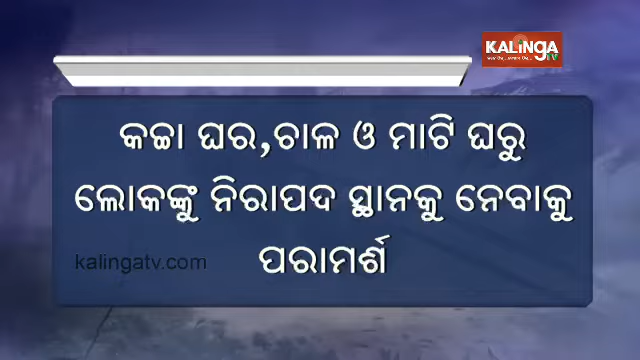 KALiNGA
tv
କଚ୍ଚା ଘର,ଚାଳ ଓ ମାଟି ଘରୁ
ଲୋକଙ୍କୁ ନିରାପଦ ସ୍ଥାନକୁ ନେବାକୁ
ପରାମର୍ଶ
kalingatv.com